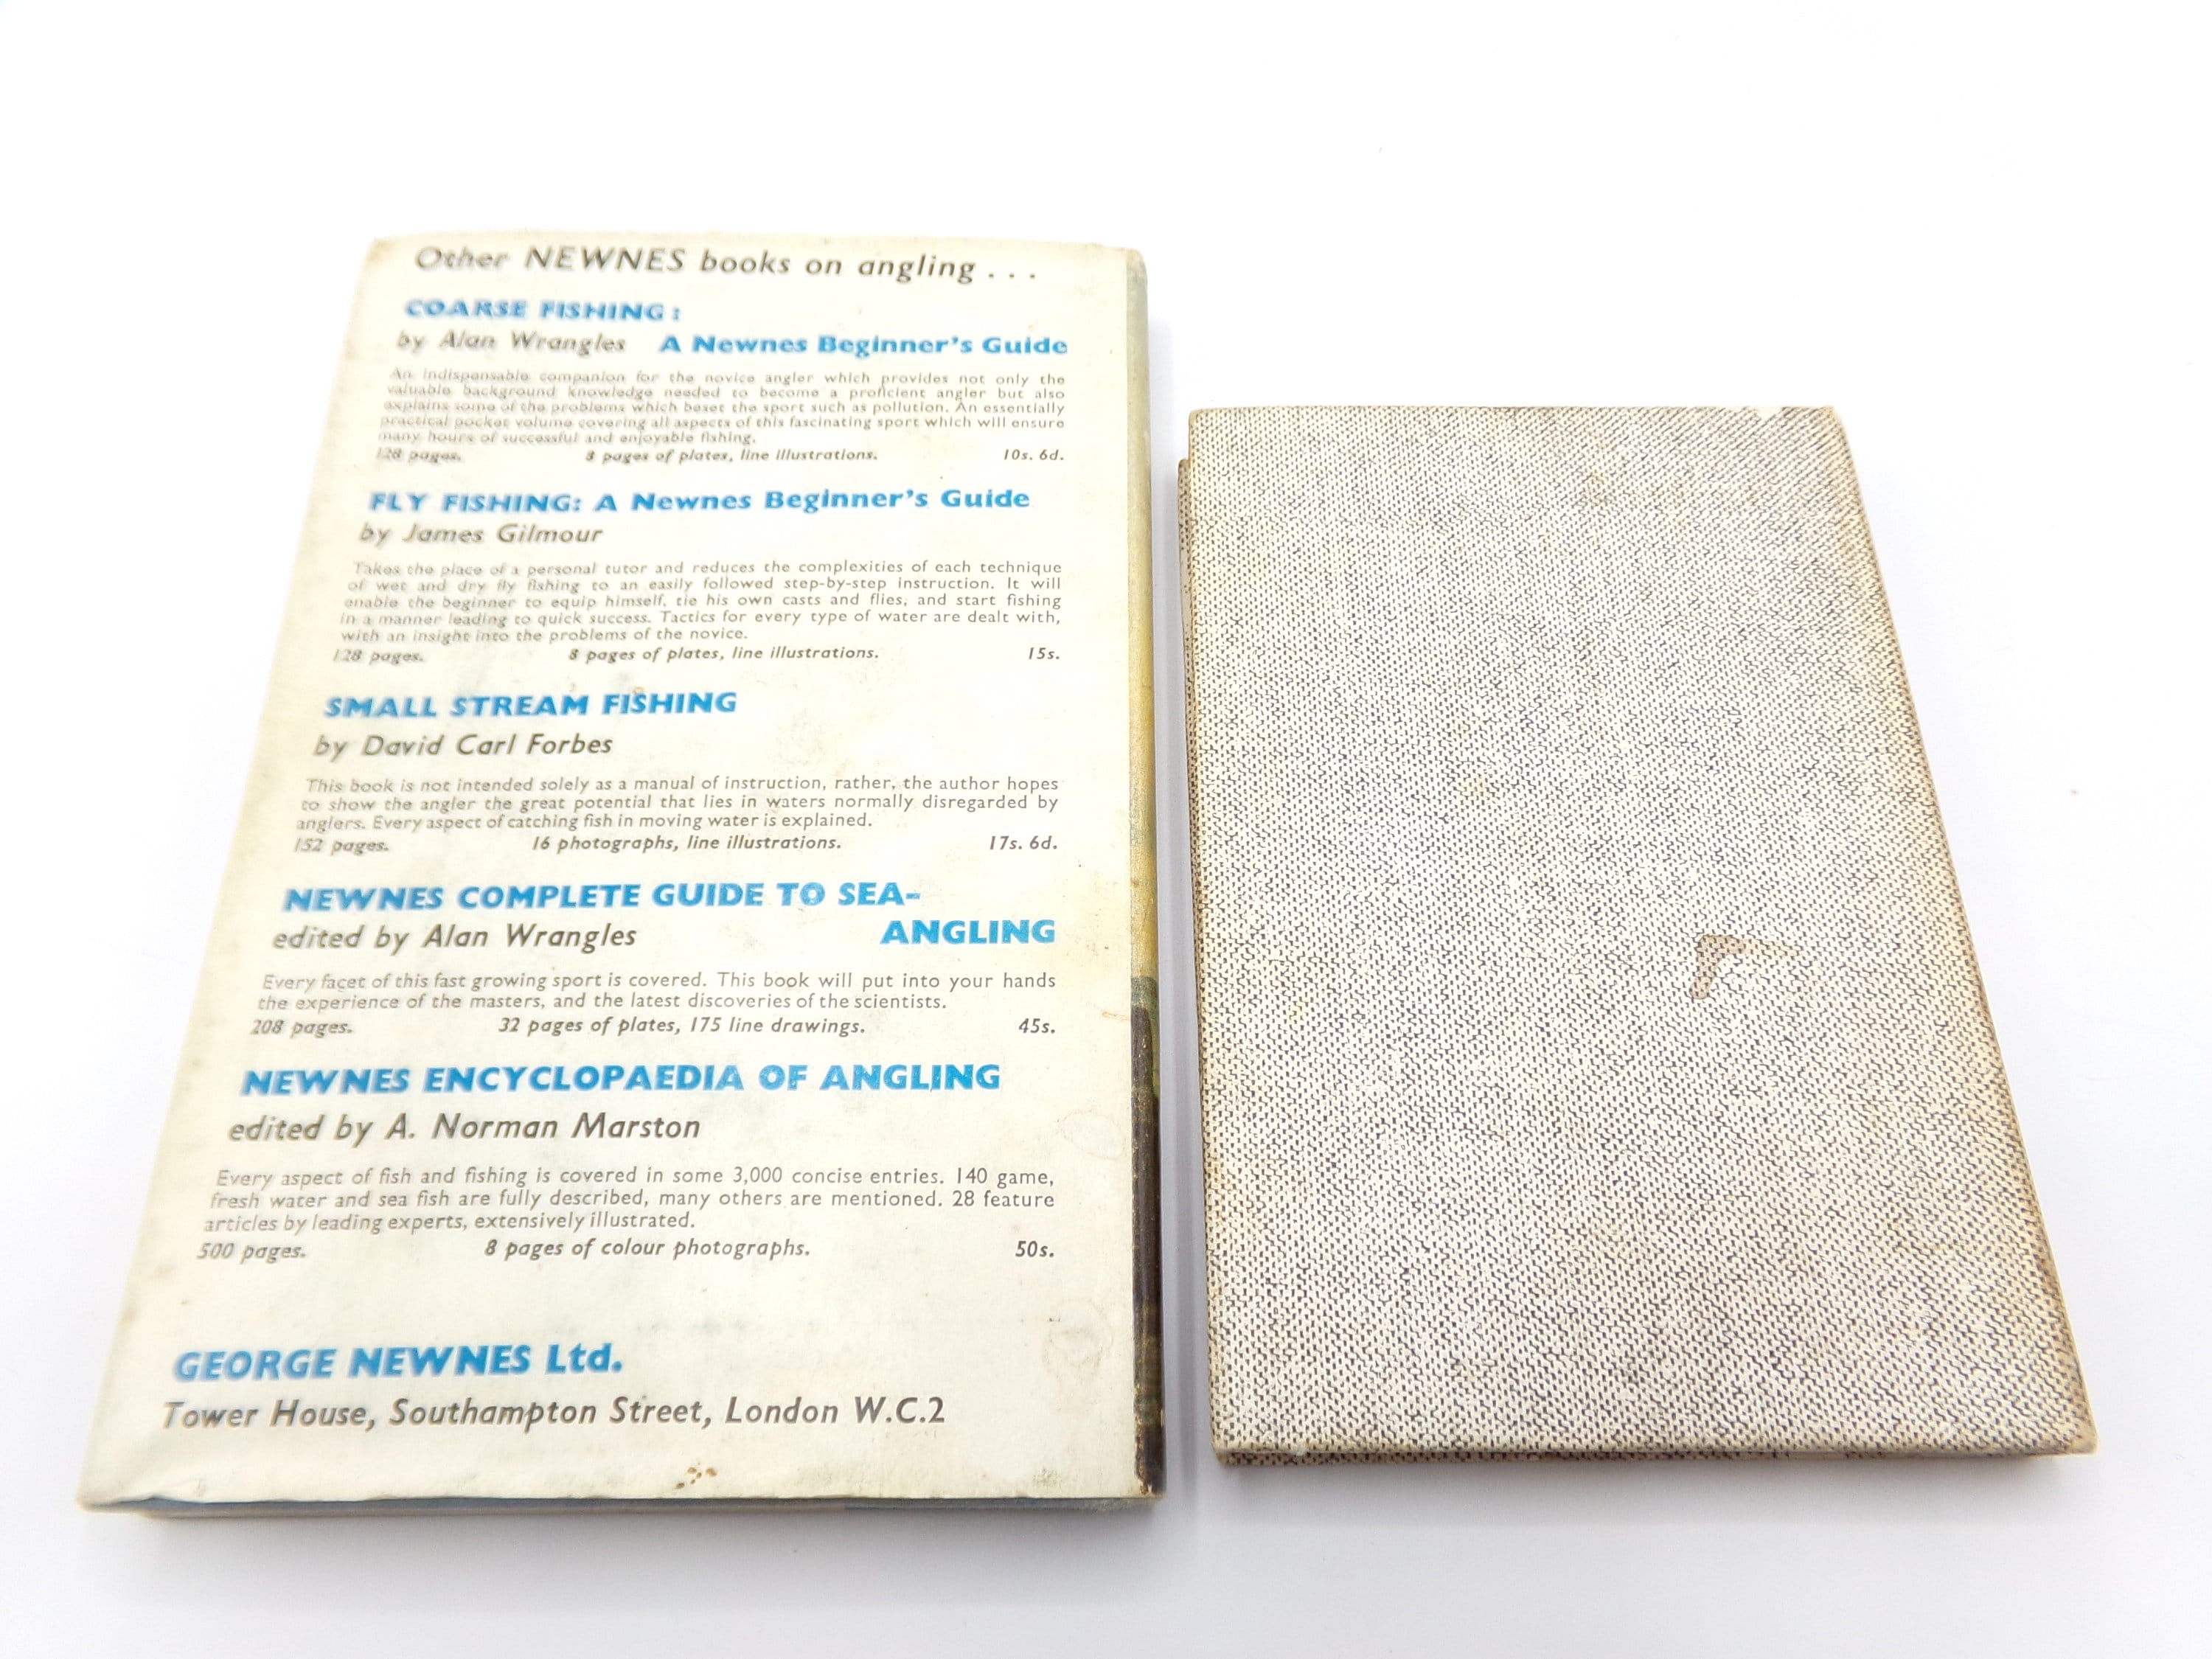 Other NEWNES books on angling . . .
COARSE FISHING :
by Alan Wrangles A Newnes Beginner's Guide
An indispensable companion for the novice angler which provides not only the
valuable background knowledge needed to become a proficient angler but also
explains some of the problems which beset the sport such as pollution. An essentially
practical pocket volume covering all aspects of this fascinating sport which will ensure
many hours of successful and enjoyable fishing.
128 pages. 8 pages of plates, line illustrations. 10s. 6d.
FLY FISHING: A Newnes Beginner's Guide
by James Gilmour
Takes the place of a personal tutor and reduces the complexities of each technique
of wet and dry fly fishing to an easily followed step-by-step instruction. It will
enable the beginner to equip himself, tie his own casts and flies, and start fishing
in a manner leading to quick success. Tactics for every type of water are dealt with,
with an insight into the problems of the novice.
128 pages. 8 pages of plates, line illustrations. 15s.
SMALL STREAM FISHING
by David Carl Forbes
This book is not intended solely as a manual of instruction, rather, the author hopes
to show the angler the great potential that lies in waters normally disregarded by
anglers. Every aspect of catching fish in moving water is explained.
152 pages. 16 photographs, line illustrations. 17s. 6d.
NEWNES COMPLETE GUIDE TO SEA-
ANGLING
edited by Alan Wrangles
Every facet of this fast growing sport is covered. This book will put into your hands
the experience of the masters, and the latest discoveries of the scientists.
208 pages. 32 pages of plates, 175 line drawings. 45s.
NEWNES ENCYCLOPAEDIA OF ANGLING
edited by A. Norman Marston
Every aspect of fish and fishing is covered in some 3,000 concise entries. 140 game,
fresh water and sea fish are fully described, many others are mentioned. 28 feature
articles by leading experts, extensively illustrated.
500 pages. 8 pages of colour photographs. 50s.
GEORGE NEWNES Ltd.
Tower House, Southampton Street, London W.C.2